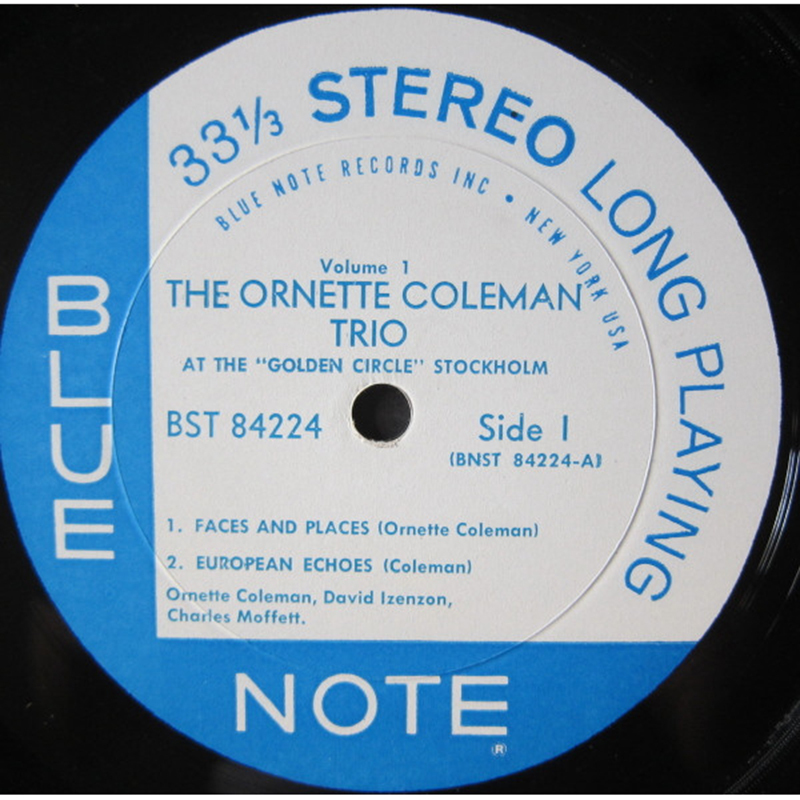 33⅓ STEREO LONG PLAYING
BLUE NOTE RECORDS INC • NEW YORK USA
Volume 1
THE ORNETTE COLEMAN
TRIO
AT THE "GOLDEN CIRCLE" STOCKHOLM
BST 84224
Side 1
(BNST 84224-A)
1. FACES AND PLACES (Ornette Coleman)
2. EUROPEAN ECHOES (Coleman)
Ornette Coleman, David Izenzon,
Charles Moffett.
BLUE
NOTE
®